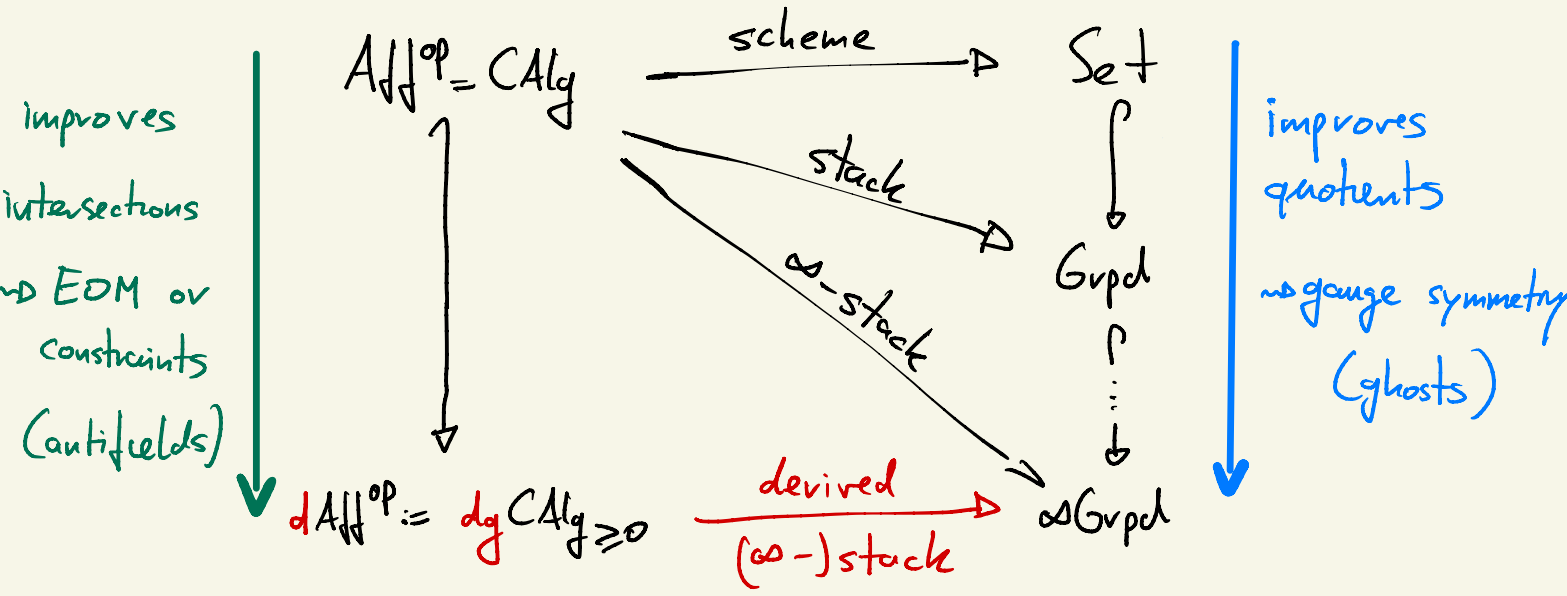 Aff^op = CAlg
scheme
Set
improves
intersections
⇝ EOM or
constraints
(antifields)
stack
∞-stack
Grpd
improves
quotients
⇝ gauge symmetry
(ghosts)
dAff^op := dgCAlg≥0
derived
(∞-)stack
∞Grpd